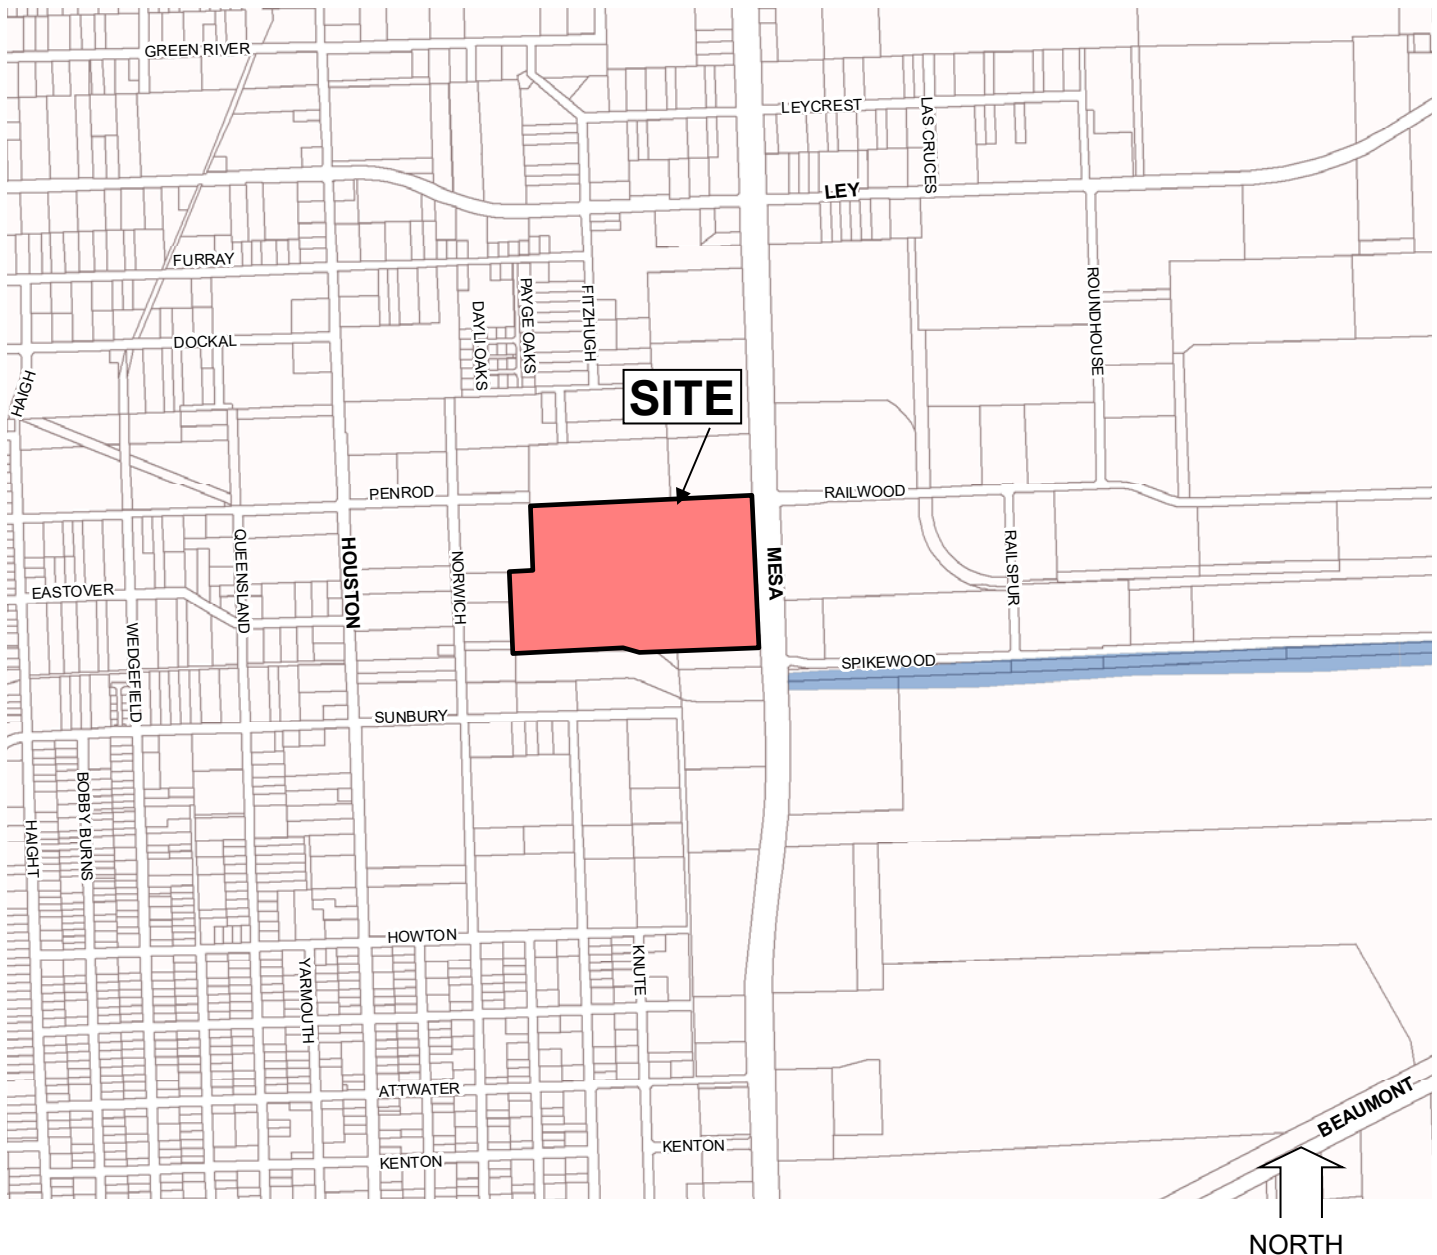 GREEN RIVER
LEYCREST
LAS CRUCES
LEY
FURRAY
ROUNDHOUSE
PAYGE OAKS
FITZHUGH
DAYLI OAKS
DOCKAL
HAIGH
SITE
PENROD
RAILWOOD
QUEENSLAND
HOUSTON
NORWICH
MESA
RAILSPUR
EASTOVER
WEDGEFIELD
SPIKEWOOD
SUNBURY
BOBBY BURNS
HAIGHT
HOWTON
KNUTE
YARMOUTH
ATTWATER
BEAUMONT
KENTON
KENTON
NORTH